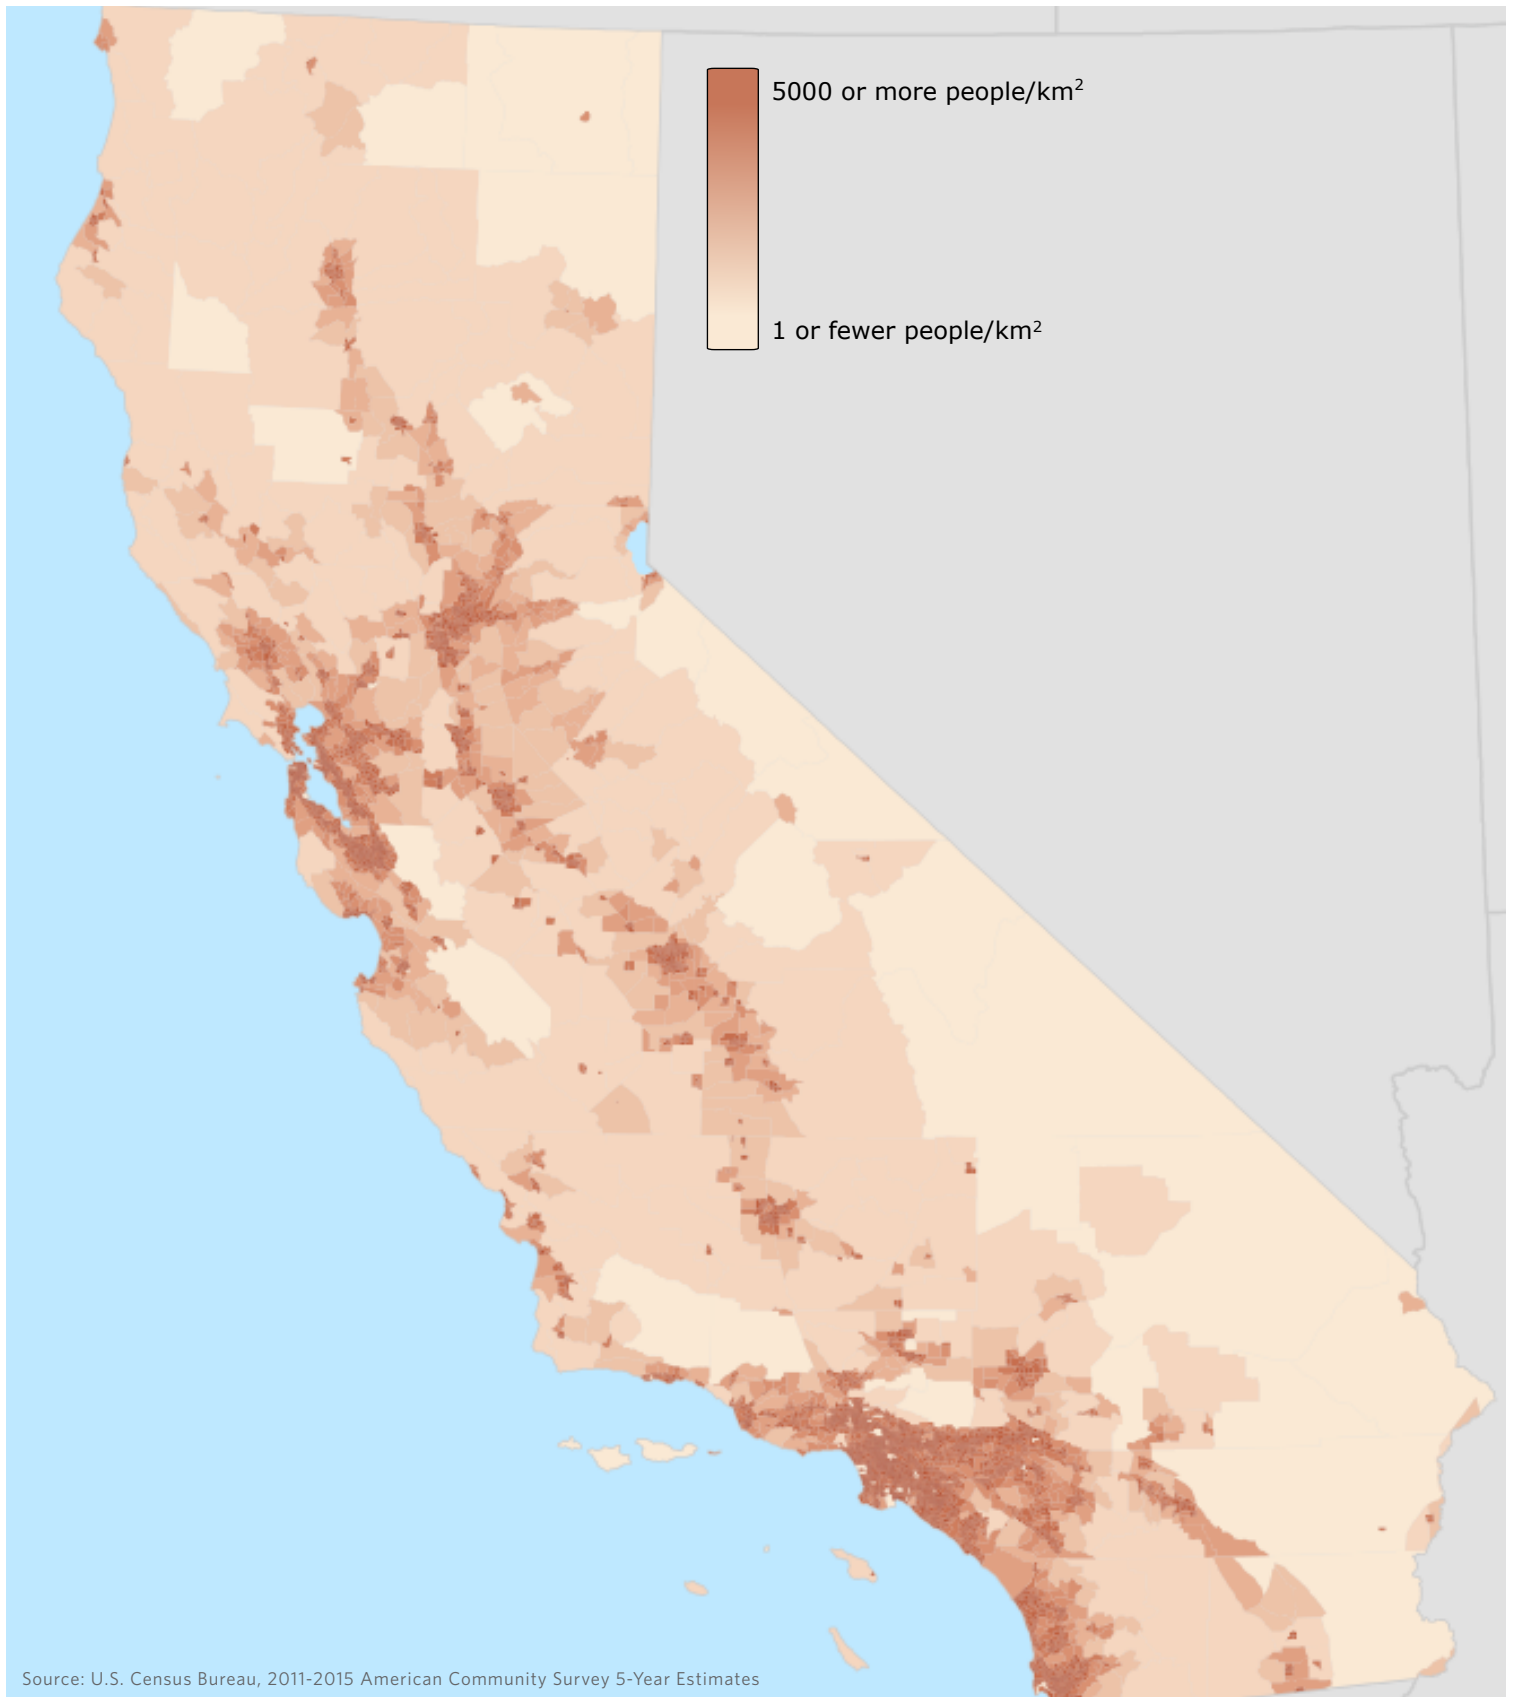 5000 or more people/km²
1 or fewer people/km²
Source: U.S. Census Bureau, 2011-2015 American Community Survey 5-Year Estimates